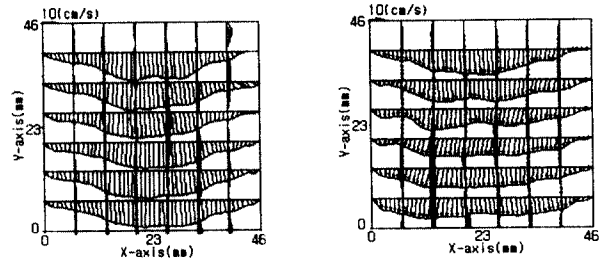 10(cm/s)
46
Y-axis(mm)
23
0
0 23 46
X-axis(mm)
10(cm/s)
46
Y-axis(mm)
23
0
0 23 46
X-axis(mm)